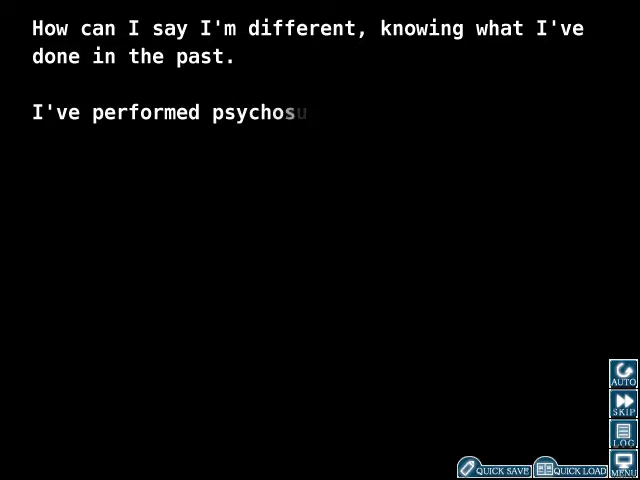 How can I say I'm different, knowing what I've
done in the past.
I've performed psychosu
AUTO
SKIP
LOG
QUICK SAVE
QUICK LOAD
MENU